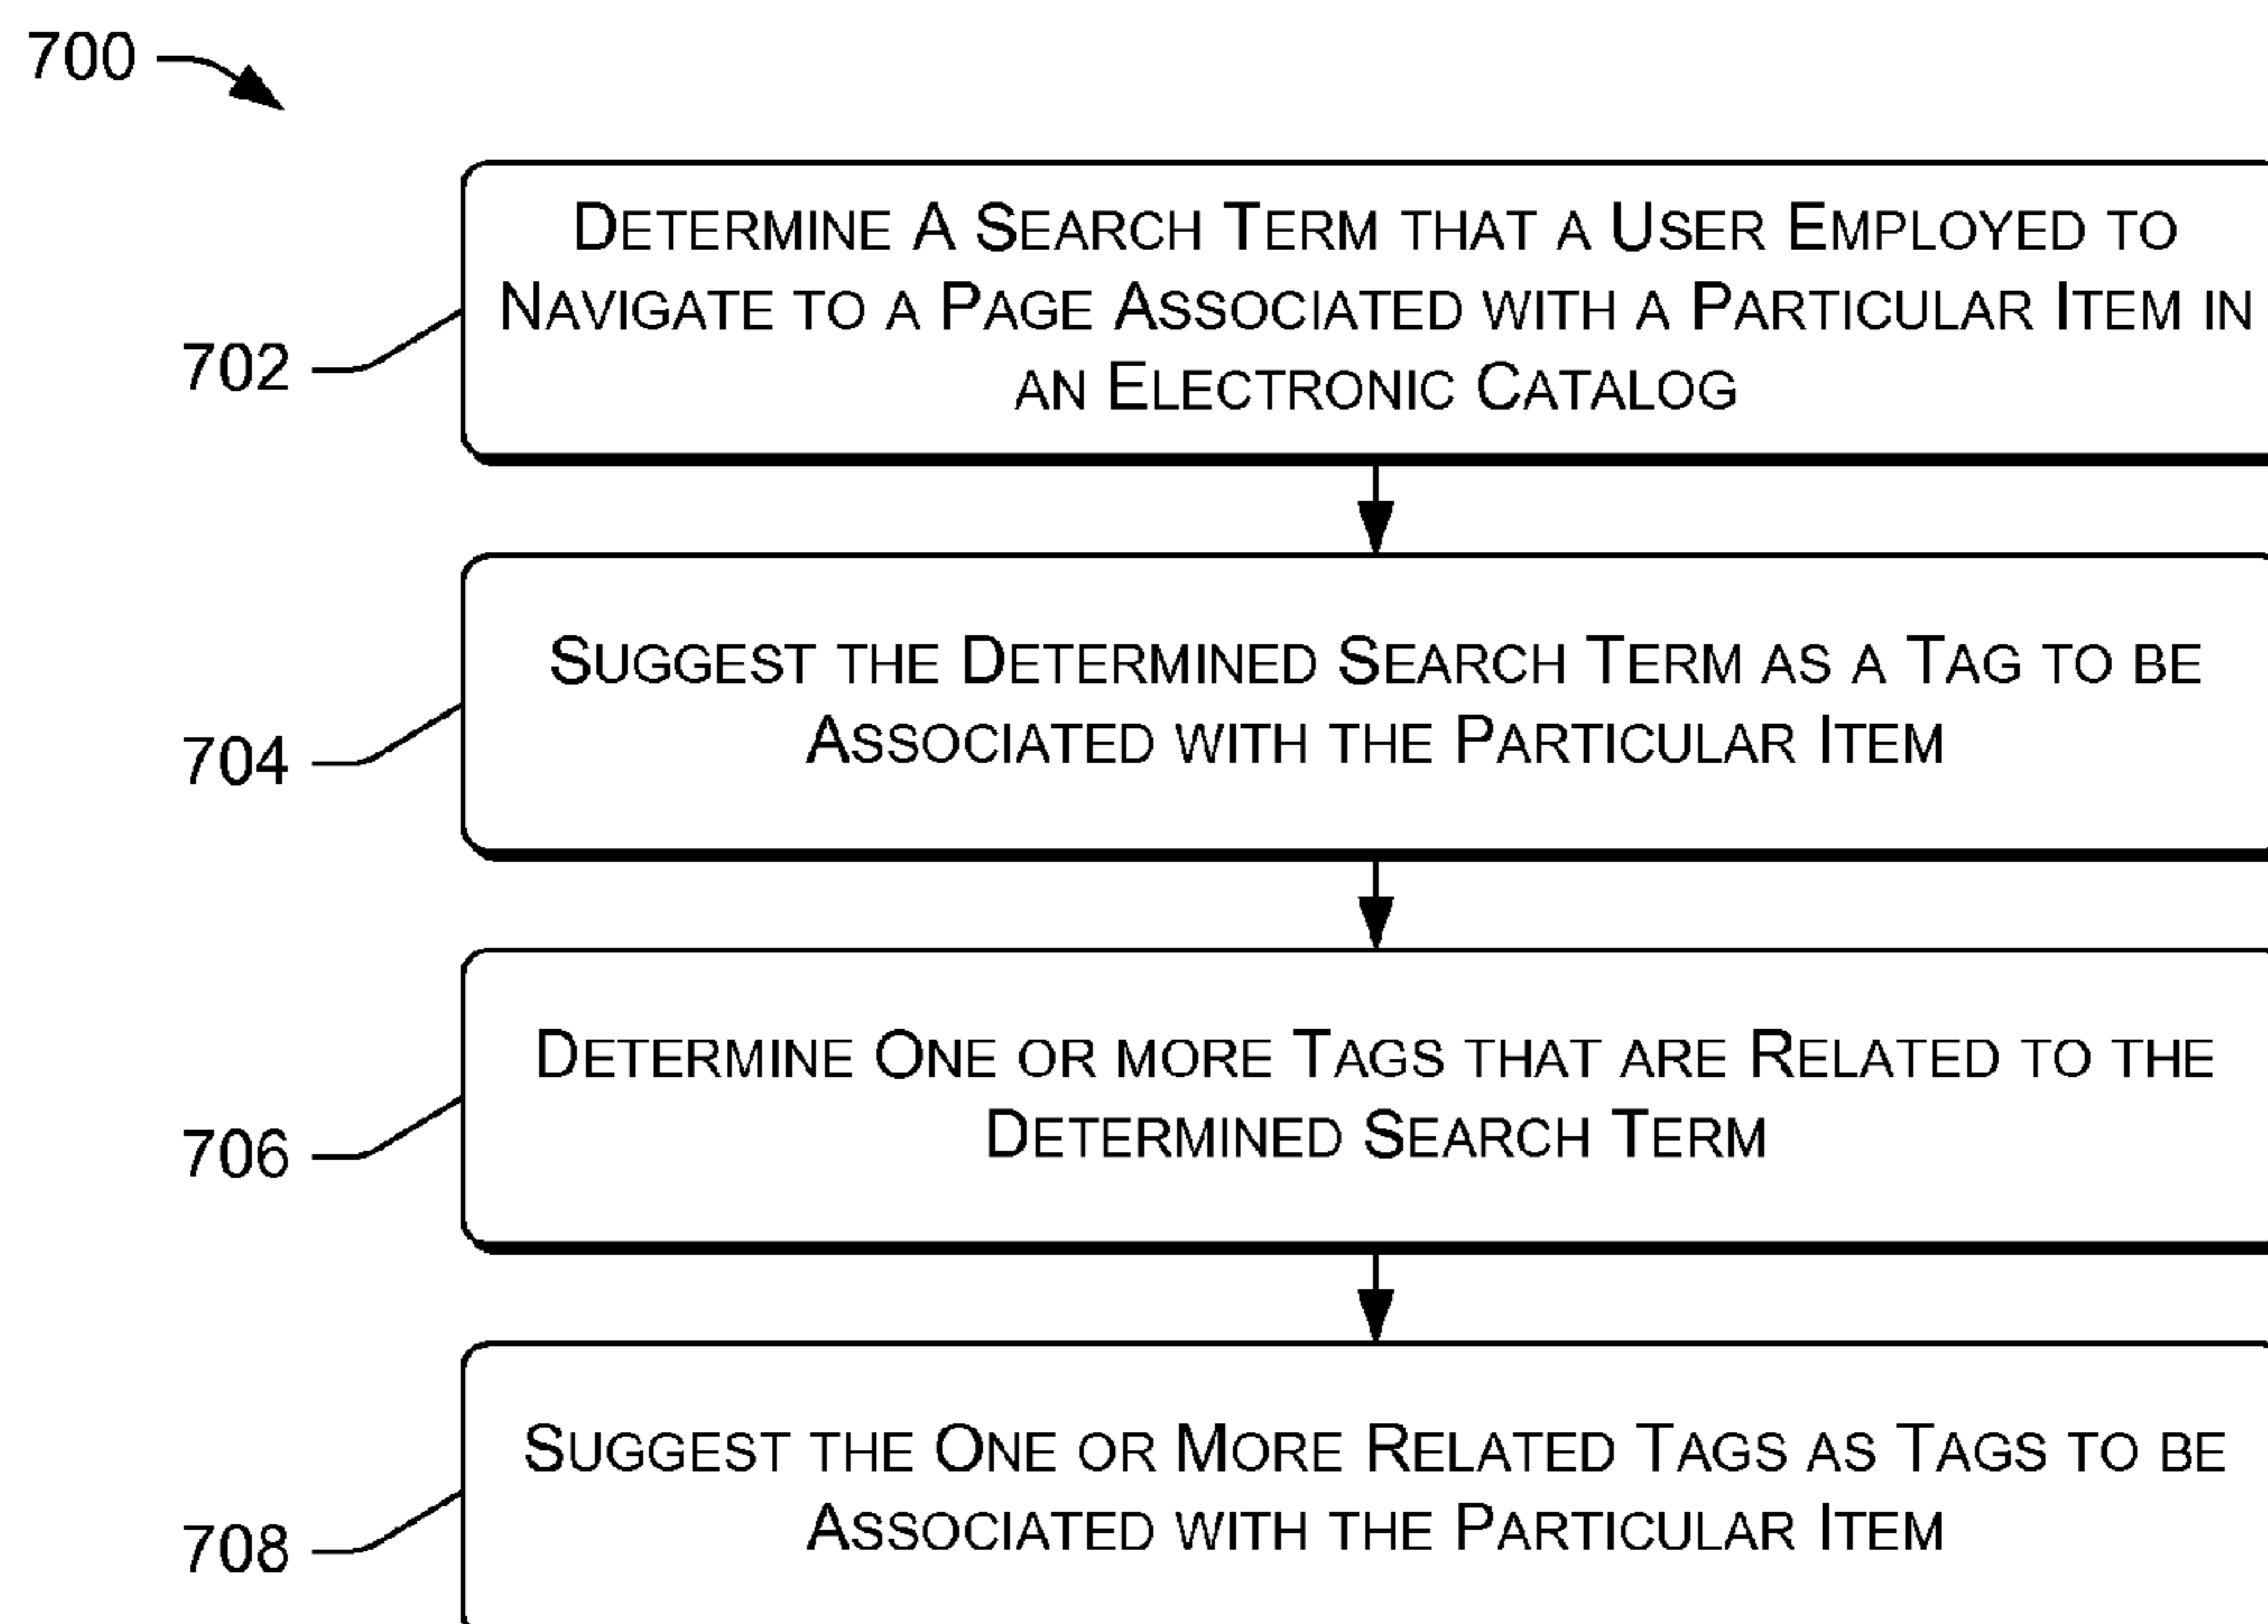 700
DETERMINE A SEARCH TERM THAT A USER EMPLOYED TO
NAVIGATE TO A PAGE ASSOCIATED WITH A PARTICULAR ITEM IN
AN ELECTRONIC CATALOG
702
SUGGEST THE DETERMINED SEARCH TERM AS A TAG TO BE
ASSOCIATED WITH THE PARTICULAR ITEM
704
DETERMINE ONE OR MORE TAGS THAT ARE RELATED TO THE
DETERMINED SEARCH TERM
706
SUGGEST THE ONE OR MORE RELATED TAGS AS TAGS TO BE
ASSOCIATED WITH THE PARTICULAR ITEM
708